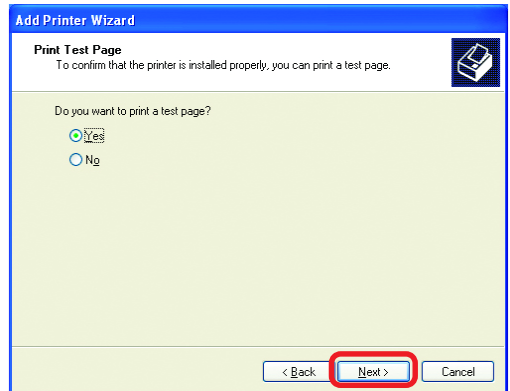 Add Printer Wizard
Print Test Page
To confirm that the printer is installed properly, you can print a test page.
Do you want to print a test page?
Yes
No
< Back
Next >
Cancel